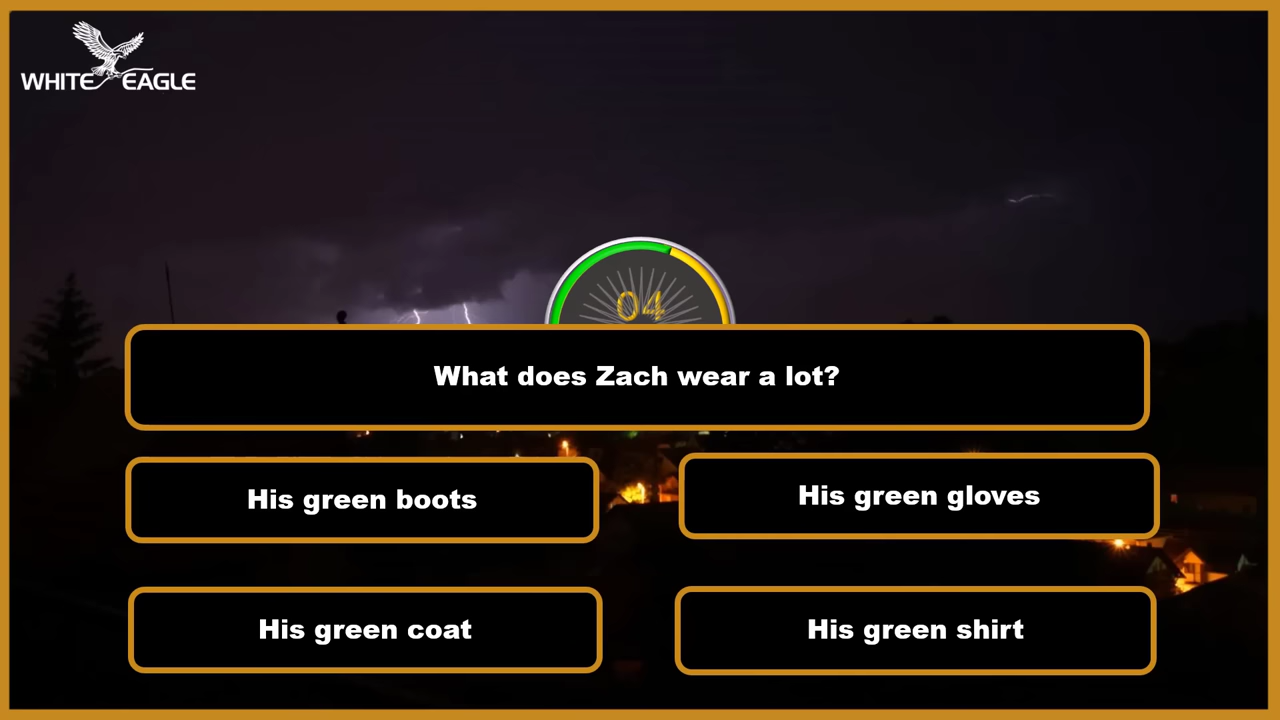 WHITE EAGLE
04
What does Zach wear a lot?
His green boots
His green gloves
His green coat
His green shirt